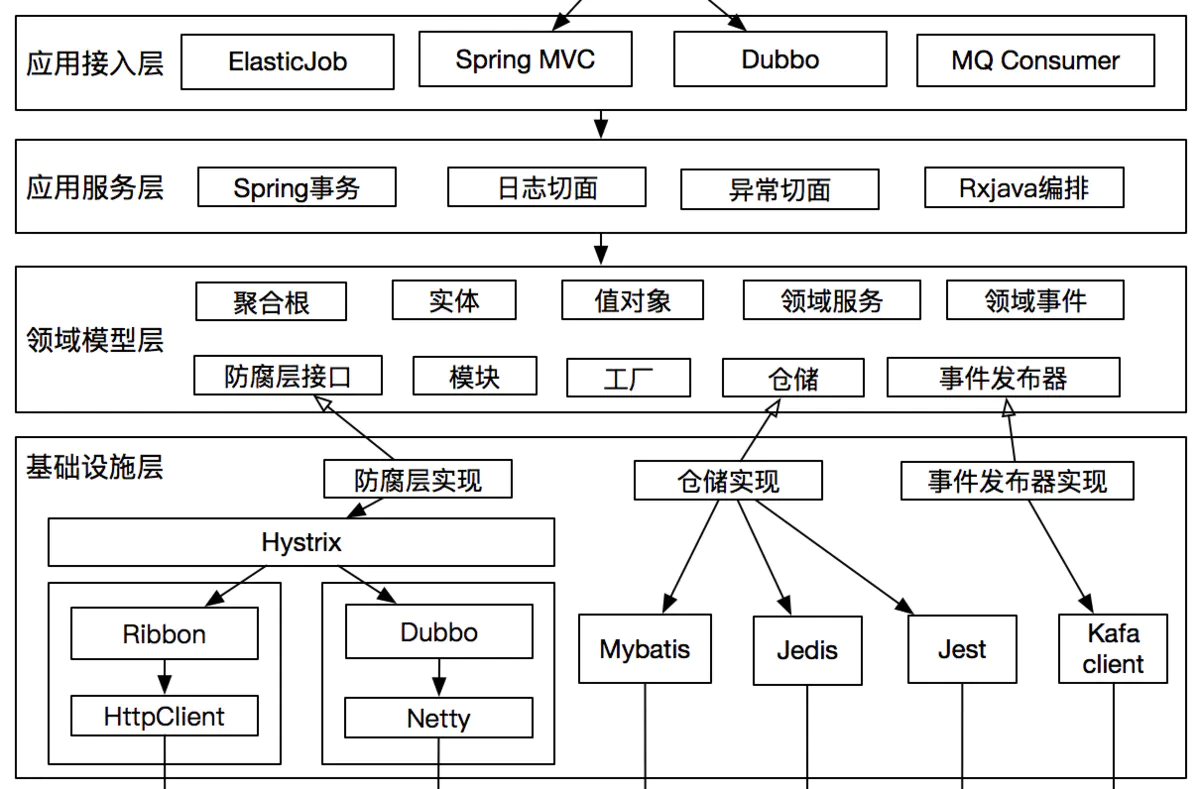 应用接入层
ElasticJob
Spring MVC
Dubbo
MQ Consumer
应用服务层
Spring事务
日志切面
异常切面
Rxjava编排
领域模型层
聚合根
实体
值对象
领域服务
领域事件
防腐层接口
模块
工厂
仓储
事件发布器
基础设施层
防腐层实现
仓储实现
事件发布器实现
Hystrix
Ribbon
Dubbo
Mybatis
Jedis
Jest
Kafa
client
HttpClient
Netty